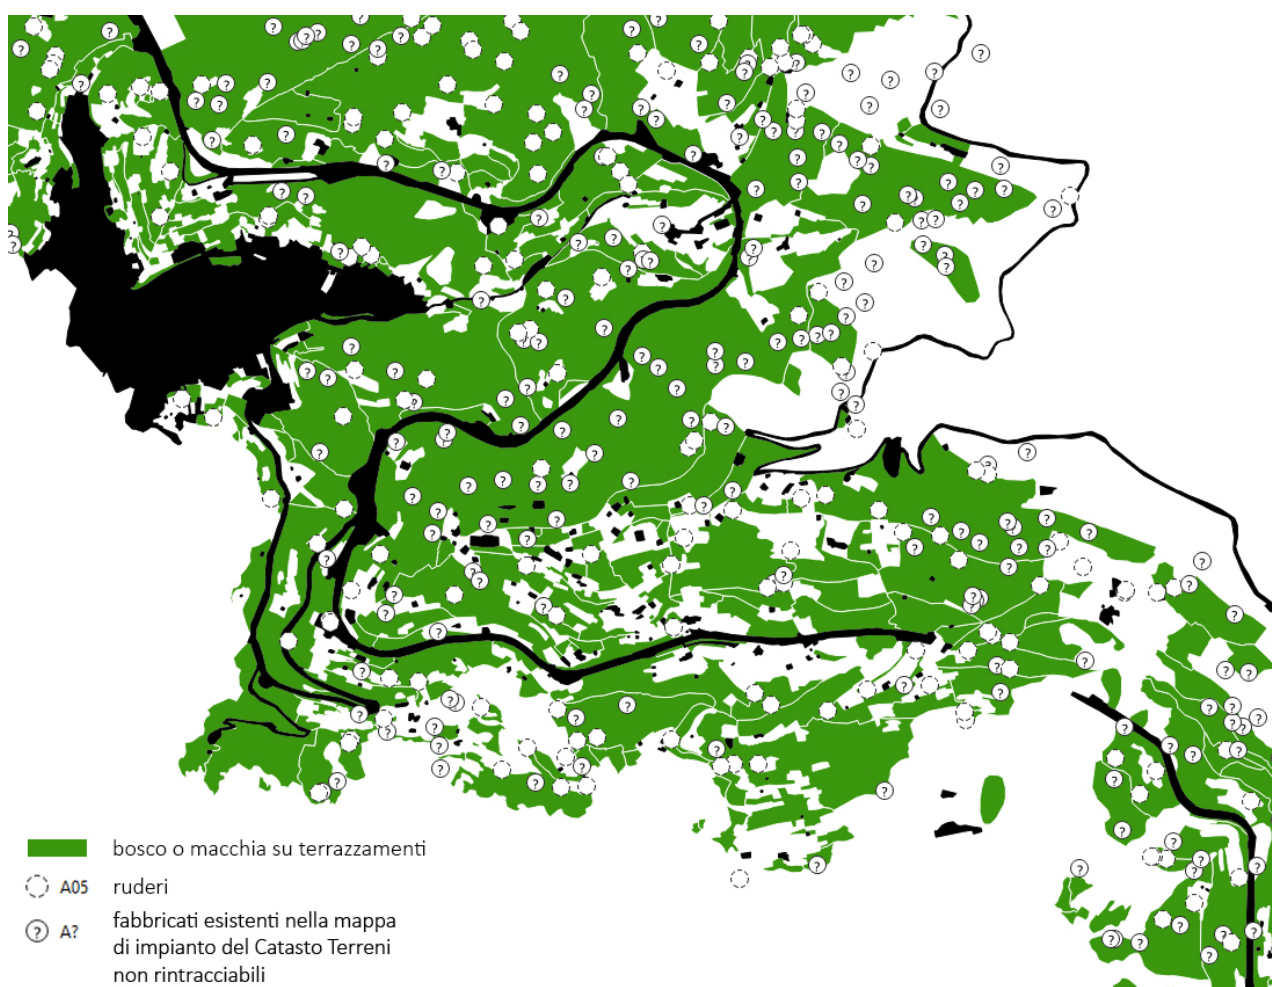 bosco o macchia su terrazzamenti
A05 ruderi
? A? fabbricati esistenti nella mappa
di impianto del Catasto Terreni
non rintracciabili